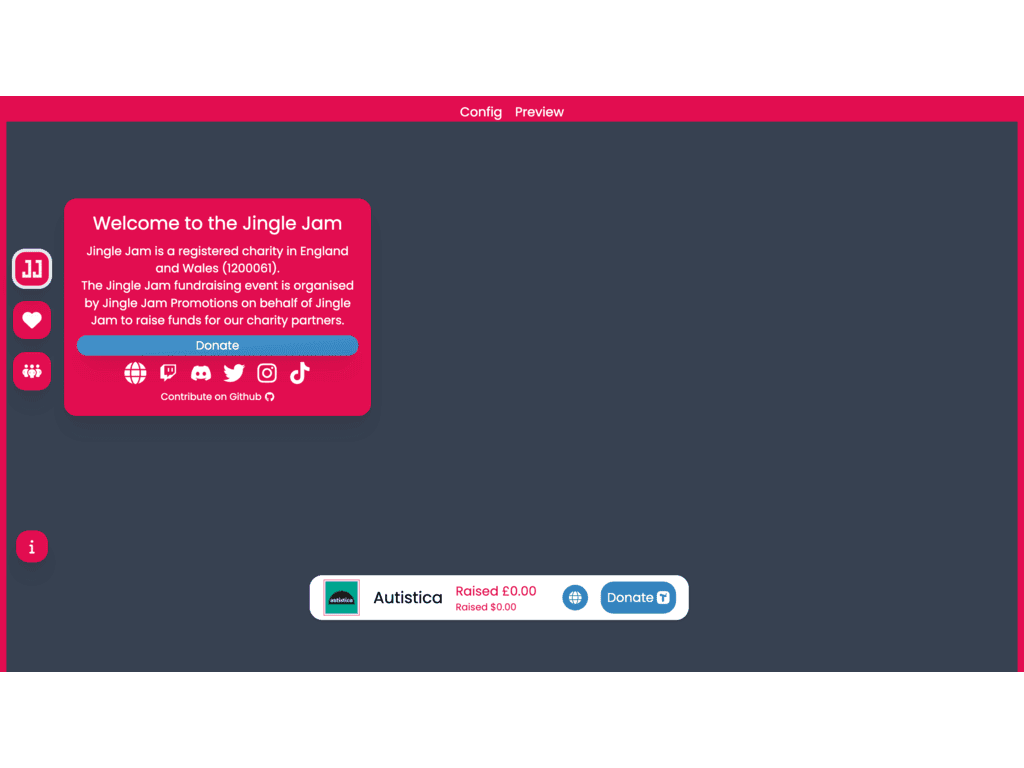 Config Preview
Welcome to the Jingle Jam
Jingle Jam is a registered charity in England
and Wales (1200061).
The Jingle Jam fundraising event is organised
by Jingle Jam Promotions on behalf of Jingle
Jam to raise funds for our charity partners.
JJ
Donate
Contribute on Github
i
autistica
Autistica
Raised £0.00
Raised $0.00
Donate T